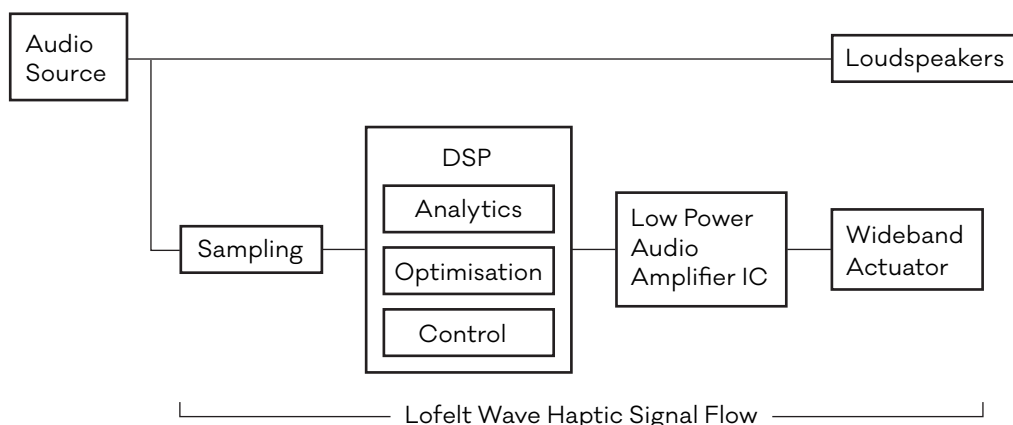 Audio
Source
Loudspeakers
DSP
Analytics
Sampling
Optimisation
Control
Low Power
Audio
Amplifier IC
Wideband
Actuator
Lofelt Wave Haptic Signal Flow